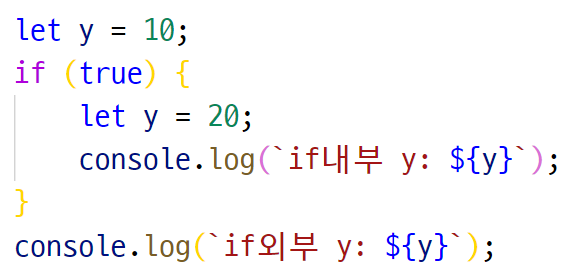 let y = 10;
if (true) {
    let y = 20;
    console.log(`if내부 y: ${y}`);
}
console.log(`if외부 y: ${y}`);